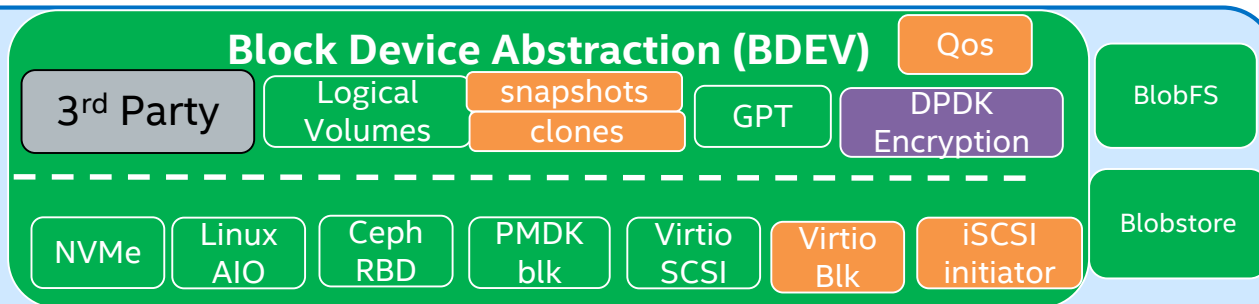 Block Device Abstraction (BDEV)
Qos
3rd Party
Logical
Volumes
snapshots
clones
GPT
DPDK
Encryption
BlobFS
NVMe
Linux
AIO
Ceph
RBD
PMDK
blk
Virtio
SCSI
Virtio
Blk
iSCSI
initiator
Blobstore